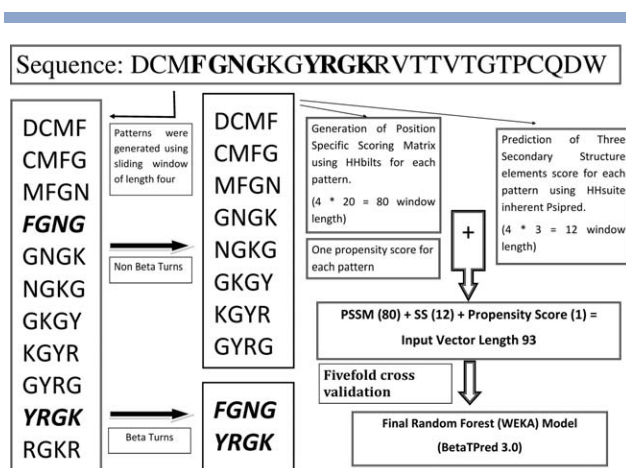 Sequence: DCMFGNGKGYRGKRVTTVTGTPCQDW
DCMF
CMFG
MFGN
FGNG
GNGK
NGKG
GKGY
KGYR
GYRG
YRGK
RGKR
Patterns were
generated using
sliding window
of length four
Non Beta Turns
Beta Turns
DCMF
CMFG
MFGN
GNGK
NGKG
GKGY
KGYR
GYRG
FGNG
YRGK
Generation of Position
Specific Scoring Matrix
using HHbilts for each
pattern.
(4 * 20 = 80 window
length)
One propensity score for
each pattern
+
Prediction of Three
Secondary Structure
elements score for each
pattern using HHsuite
inherent Psipred.
(4 * 3 = 12 window
length)
PSSM (80) + SS (12) + Propensity Score (1) =
Input Vector Length 93
Fivefold cross
validation
Final Random Forest (WEKA) Model
(BetaTPred 3.0)